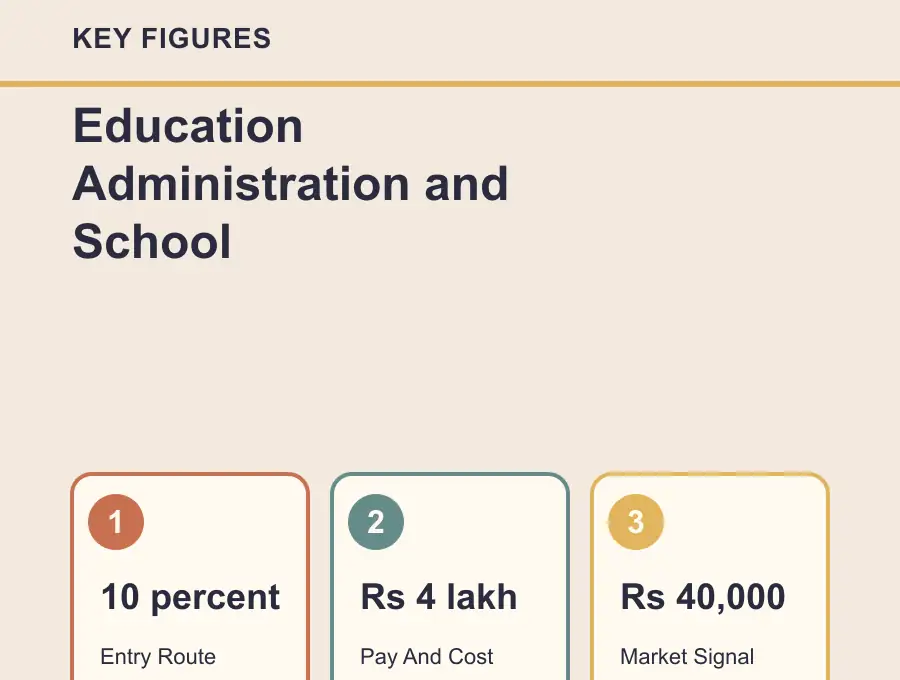 KEY FIGURES
Education
Administration and
School
1
2
3
10 percent
Rs 4 lakh
Rs 40,000
Entry Route
Pay And Cost
Market Signal